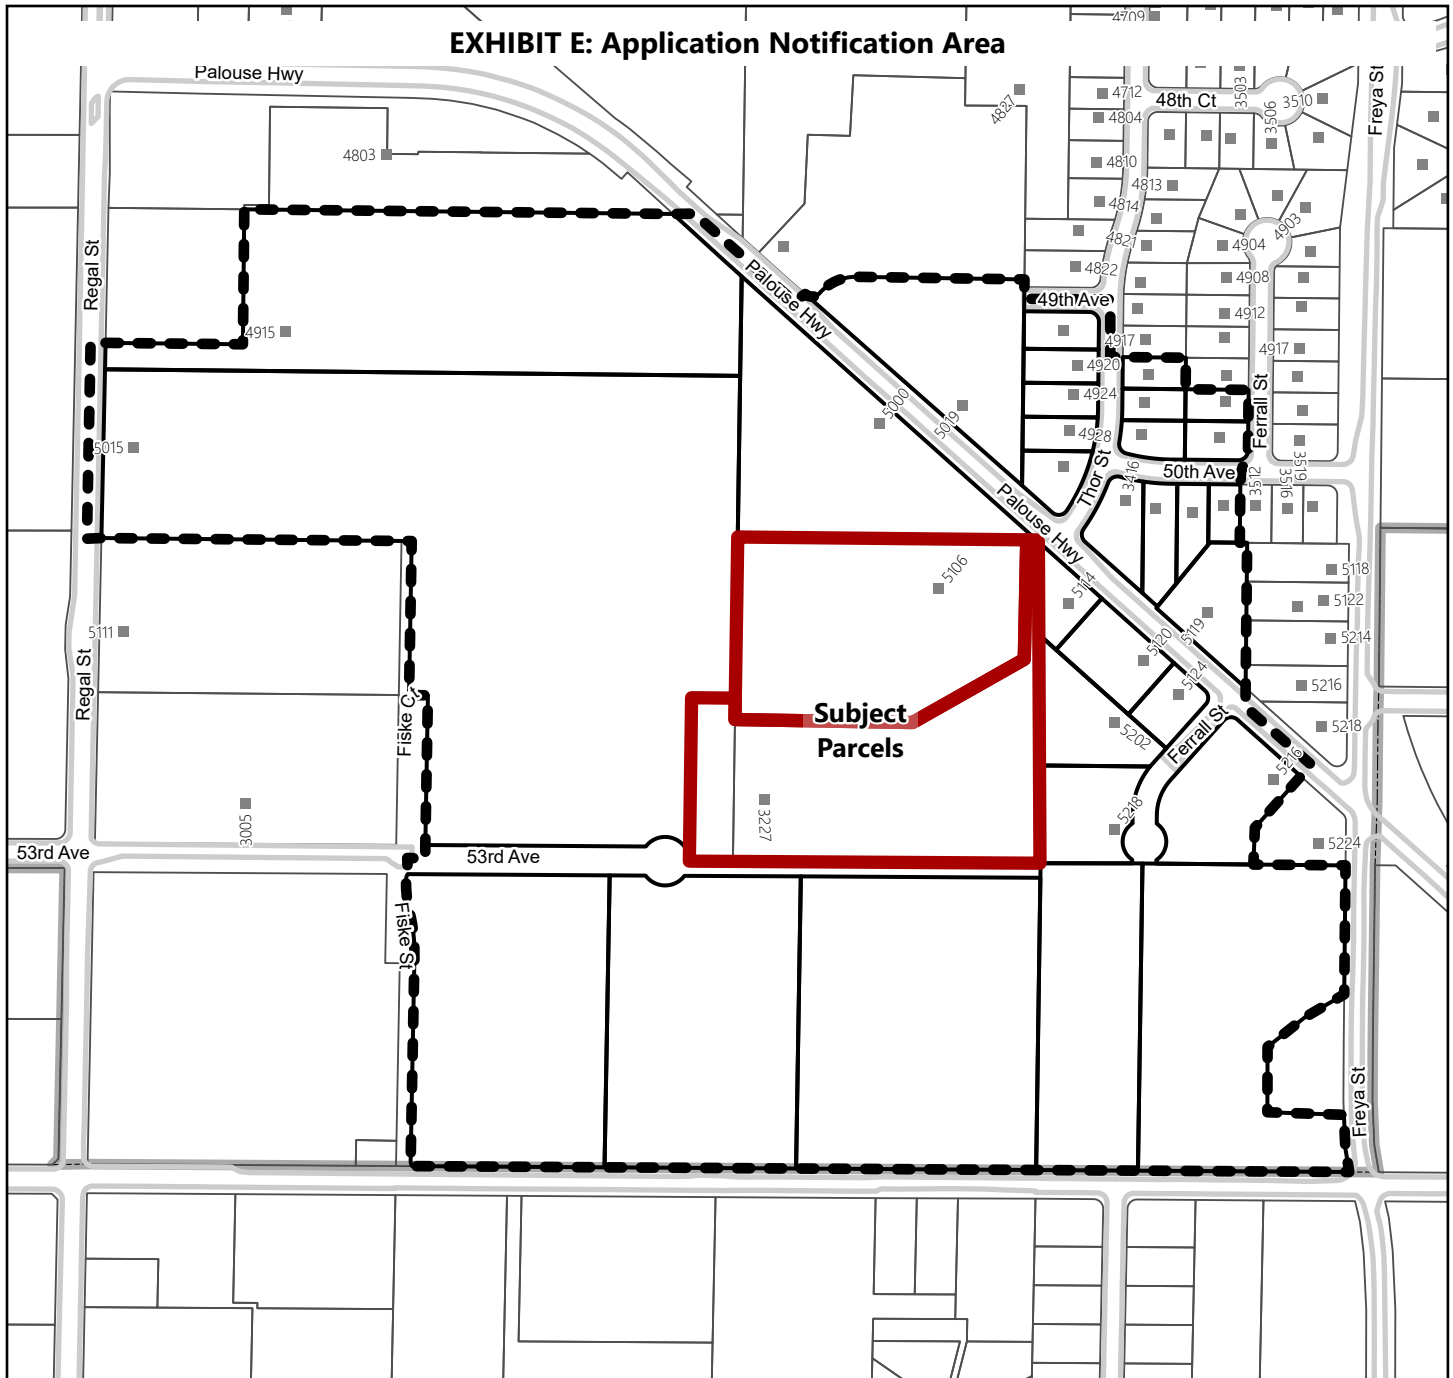 4709
EXHIBIT E: Application Notification Area
Palouse Hwy
4827
4712
48th Ct
3503
3510
Freya St
4804
3506
4803
4810
4813
4814
4903
4821
4904
Regal St
4822
4908
Palouse Hwy
49th Ave
4912
4915
4917
4917
4920
4924
5000
5019
Ferrall St
4928
5015
Thor St
3416
50th Ave
3512
3516
3519
Palouse Hwy
5106
5114
5118
5122
5111
5119
5120
5214
Regal St
5124
5216
Fiske Ct
Subject
Parcels
5202
Ferrall St
5218
5216
3005
3227
5218
5224
53rd Ave
53rd Ave
Fiske St
Freya St